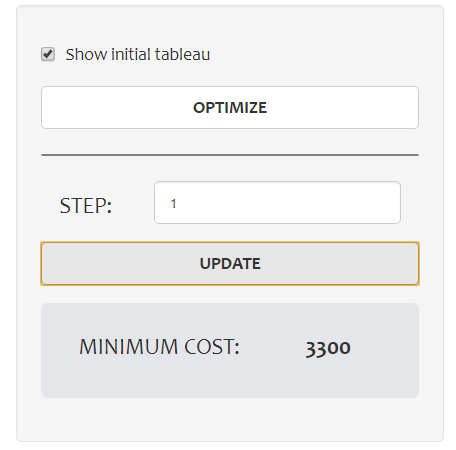 Show initial tableau
OPTIMIZE
STEP: 1
UPDATE
MINIMUM COST: 3300